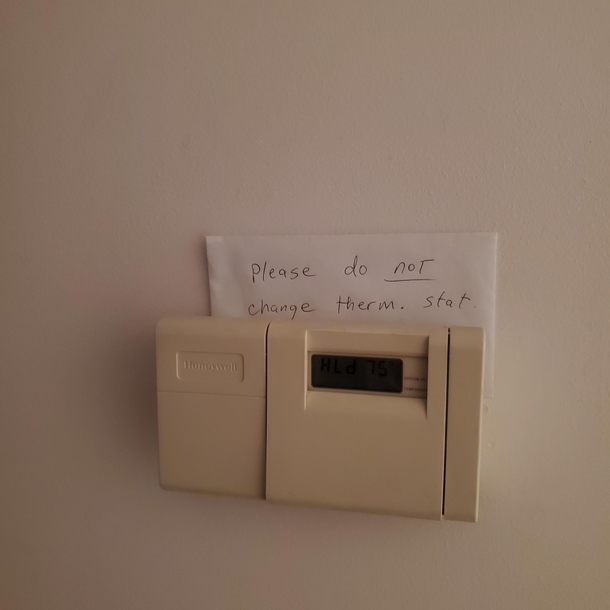 Please do not
change therm. stat.
Honeywell
HLd 75°